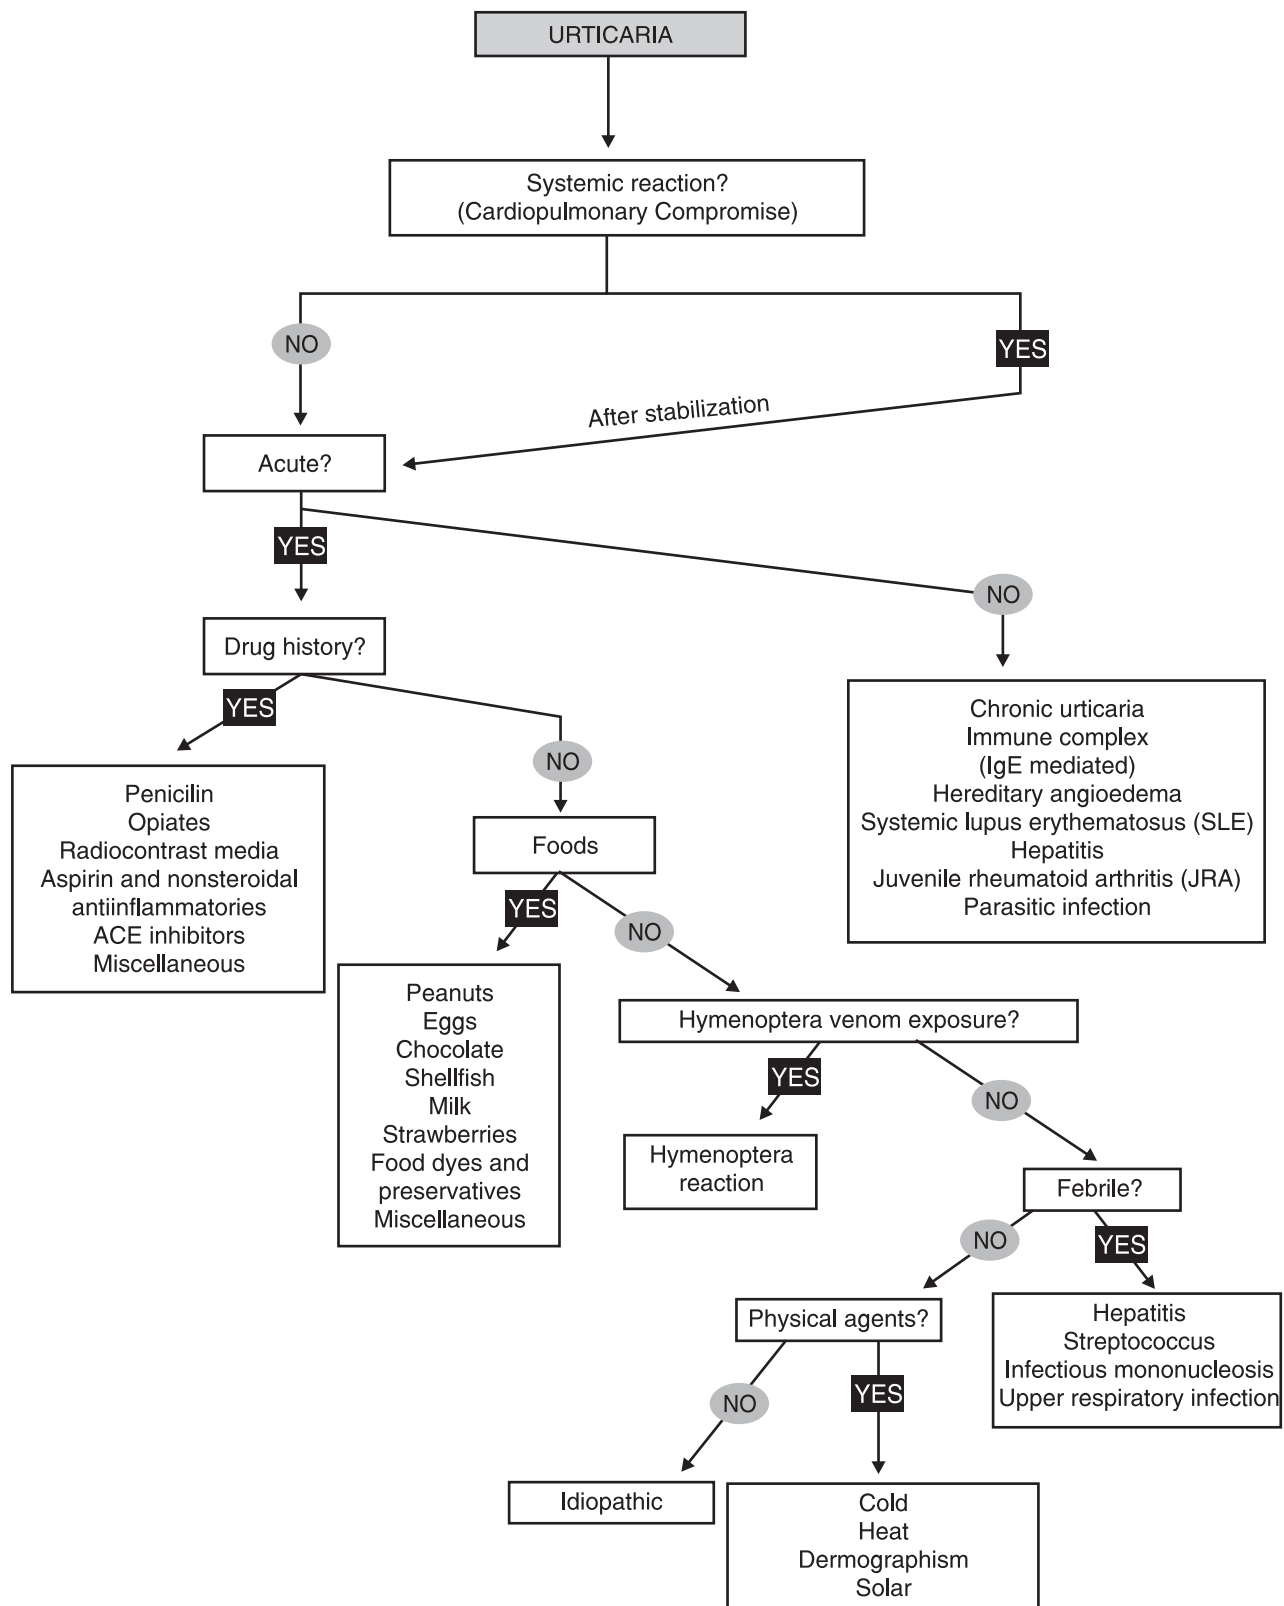 URTICARIA
Systemic reaction?
(Cardiopulmonary Compromise)
NO
YES
After stabilization
Acute?
YES
NO
Drug history?
YES
NO
Penicilin
Opiates
Radiocontrast media
Aspirin and nonsteroidal
antiinflammatories
ACE inhibitors
Miscellaneous
Chronic urticaria
Immune complex
(IgE mediated)
Hereditary angioedema
Systemic lupus erythematosus (SLE)
Hepatitis
Juvenile rheumatoid arthritis (JRA)
Parasitic infection
Foods
YES
NO
Peanuts
Eggs
Chocolate
Shellfish
Milk
Strawberries
Food dyes and
preservatives
Miscellaneous
Hymenoptera venom exposure?
YES
NO
Hymenoptera
reaction
Febrile?
NO
YES
Physical agents?
Hepatitis
Streptococcus
Infectious mononucleosis
Upper respiratory infection
NO
YES
Idiopathic
Cold
Heat
Dermographism
Solar